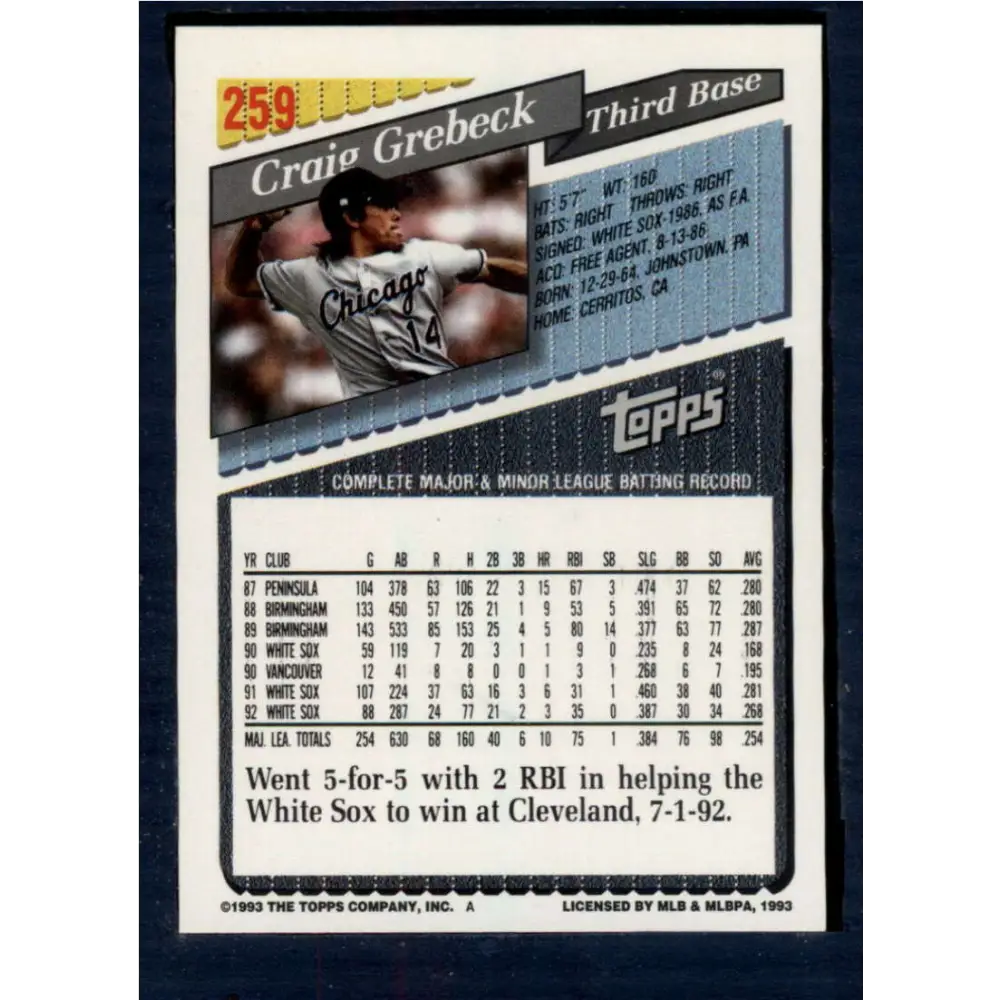 259
Craig Grebeck
Third Base
HT: 5'7" WT: 160
BATS: RIGHT THROWS: RIGHT
SIGNED: WHITE SOX-1986, AS F.A.
ACQ: FREE AGENT, 8-13-86
BORN: 12-29-64, JOHNSTOWN, PA
HOME: CERRITOS, CA
Chicago
14
TOPPS®
COMPLETE MAJOR & MINOR LEAGUE BATTING RECORD
YR CLUB G AB R H 2B 3B HR RBI SB SLG BB SO AVG
87 PENINSULA 104 378 63 106 22 3 15 67 3 .474 37 62 .280
88 BIRMINGHAM 133 450 57 126 21 1 9 53 5 .391 65 72 .280
89 BIRMINGHAM 143 533 85 153 25 4 5 80 14 .377 63 77 .287
90 WHITE SOX 59 119 7 20 3 1 1 9 0 .235 8 24 .168
90 VANCOUVER 12 41 8 8 0 0 1 3 1 .268 6 7 .195
91 WHITE SOX 107 224 37 63 16 3 6 31 1 .460 38 40 .281
92 WHITE SOX 88 287 24 77 21 2 3 35 0 .387 30 34 .268
MAJ. LEA. TOTALS 254 630 68 160 40 6 10 75 1 .384 76 98 .254
Went 5-for-5 with 2 RBI in helping the
White Sox to win at Cleveland, 7-1-92.
©1993 THE TOPPS COMPANY, INC. A LICENSED BY MLB & MLBPA, 1993